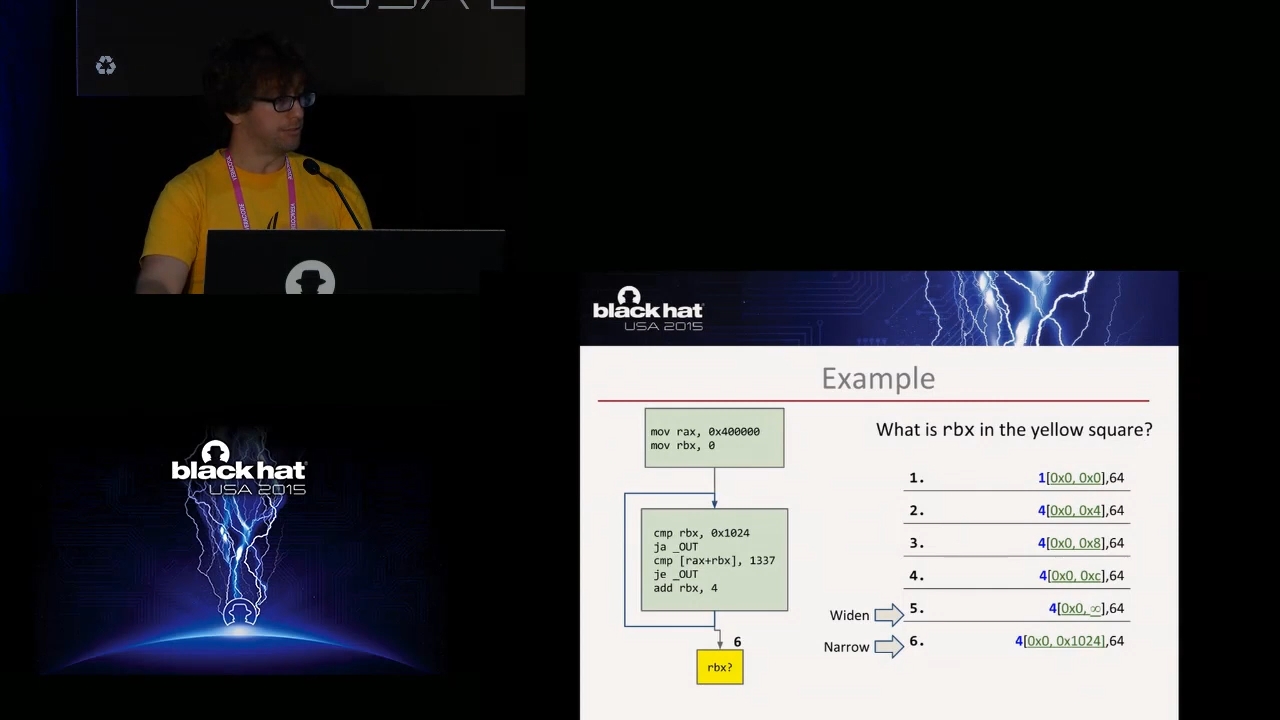 VERACODE
VERACODE
black hat
USA 2015
black hat
USA 2015
Example
mov rax, 0x400000
mov rbx, 0
cmp rbx, 0x1024
ja _OUT
cmp [rax+rbx], 1337
je _OUT
add rbx, 4
6
rbx?
What is rbx in the yellow square?
1. 1[0x0, 0x0],64
2. 4[0x0, 0x4],64
3. 4[0x0, 0x8],64
4. 4[0x0, 0xc],64
Widen 5. 4[0x0, ∞],64
Narrow 6. 4[0x0, 0x1024],64